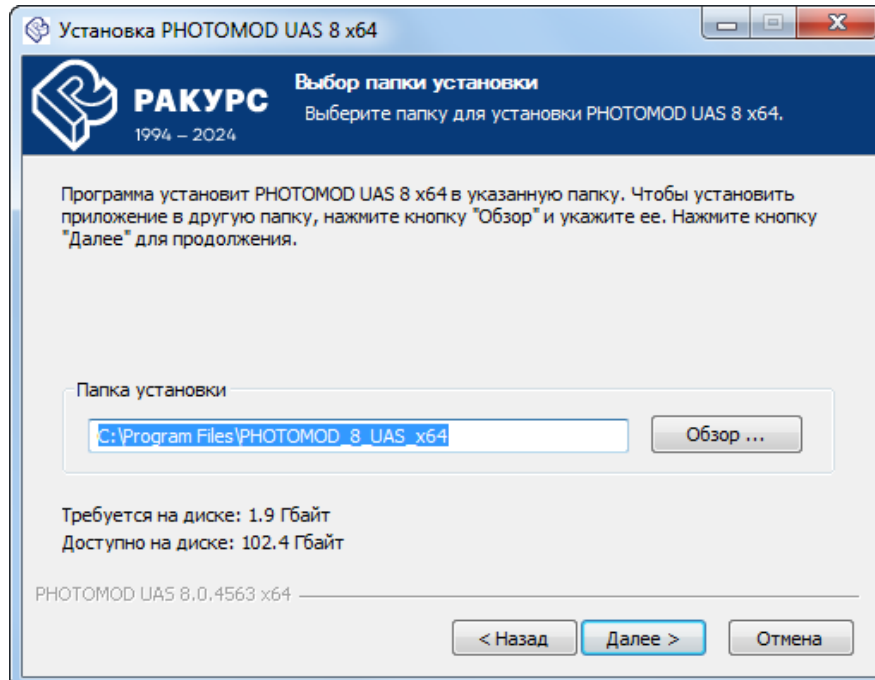 Установка PHOTOMOD UAS 8 x64
РАКУРС
1994 – 2024
Выбор папки установки
Выберите папку для установки PHOTOMOD UAS 8 x64.
Программа установит PHOTOMOD UAS 8 x64 в указанную папку. Чтобы установить
приложение в другую папку, нажмите кнопку "Обзор" и укажите ее. Нажмите кнопку
"Далее" для продолжения.
Папка установки
C:\Program Files\PHOTOMOD_8_UAS_x64
Обзор ...
Требуется на диске: 1.9 Гбайт
Доступно на диске: 102.4 Гбайт
PHOTOMOD UAS 8.0.4563 x64
< Назад
Далее >
Отмена